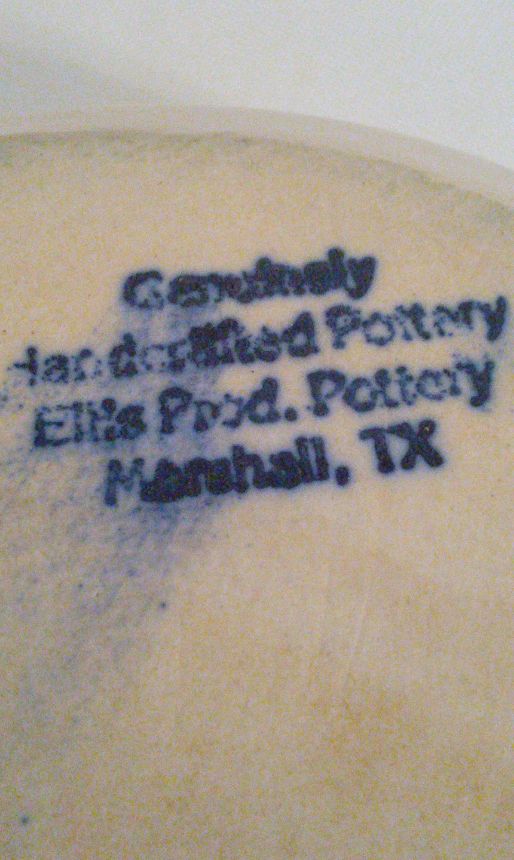 Genuinely
Handcrafted Pottery
Ellis Prod. Pottery
Marshall, TX